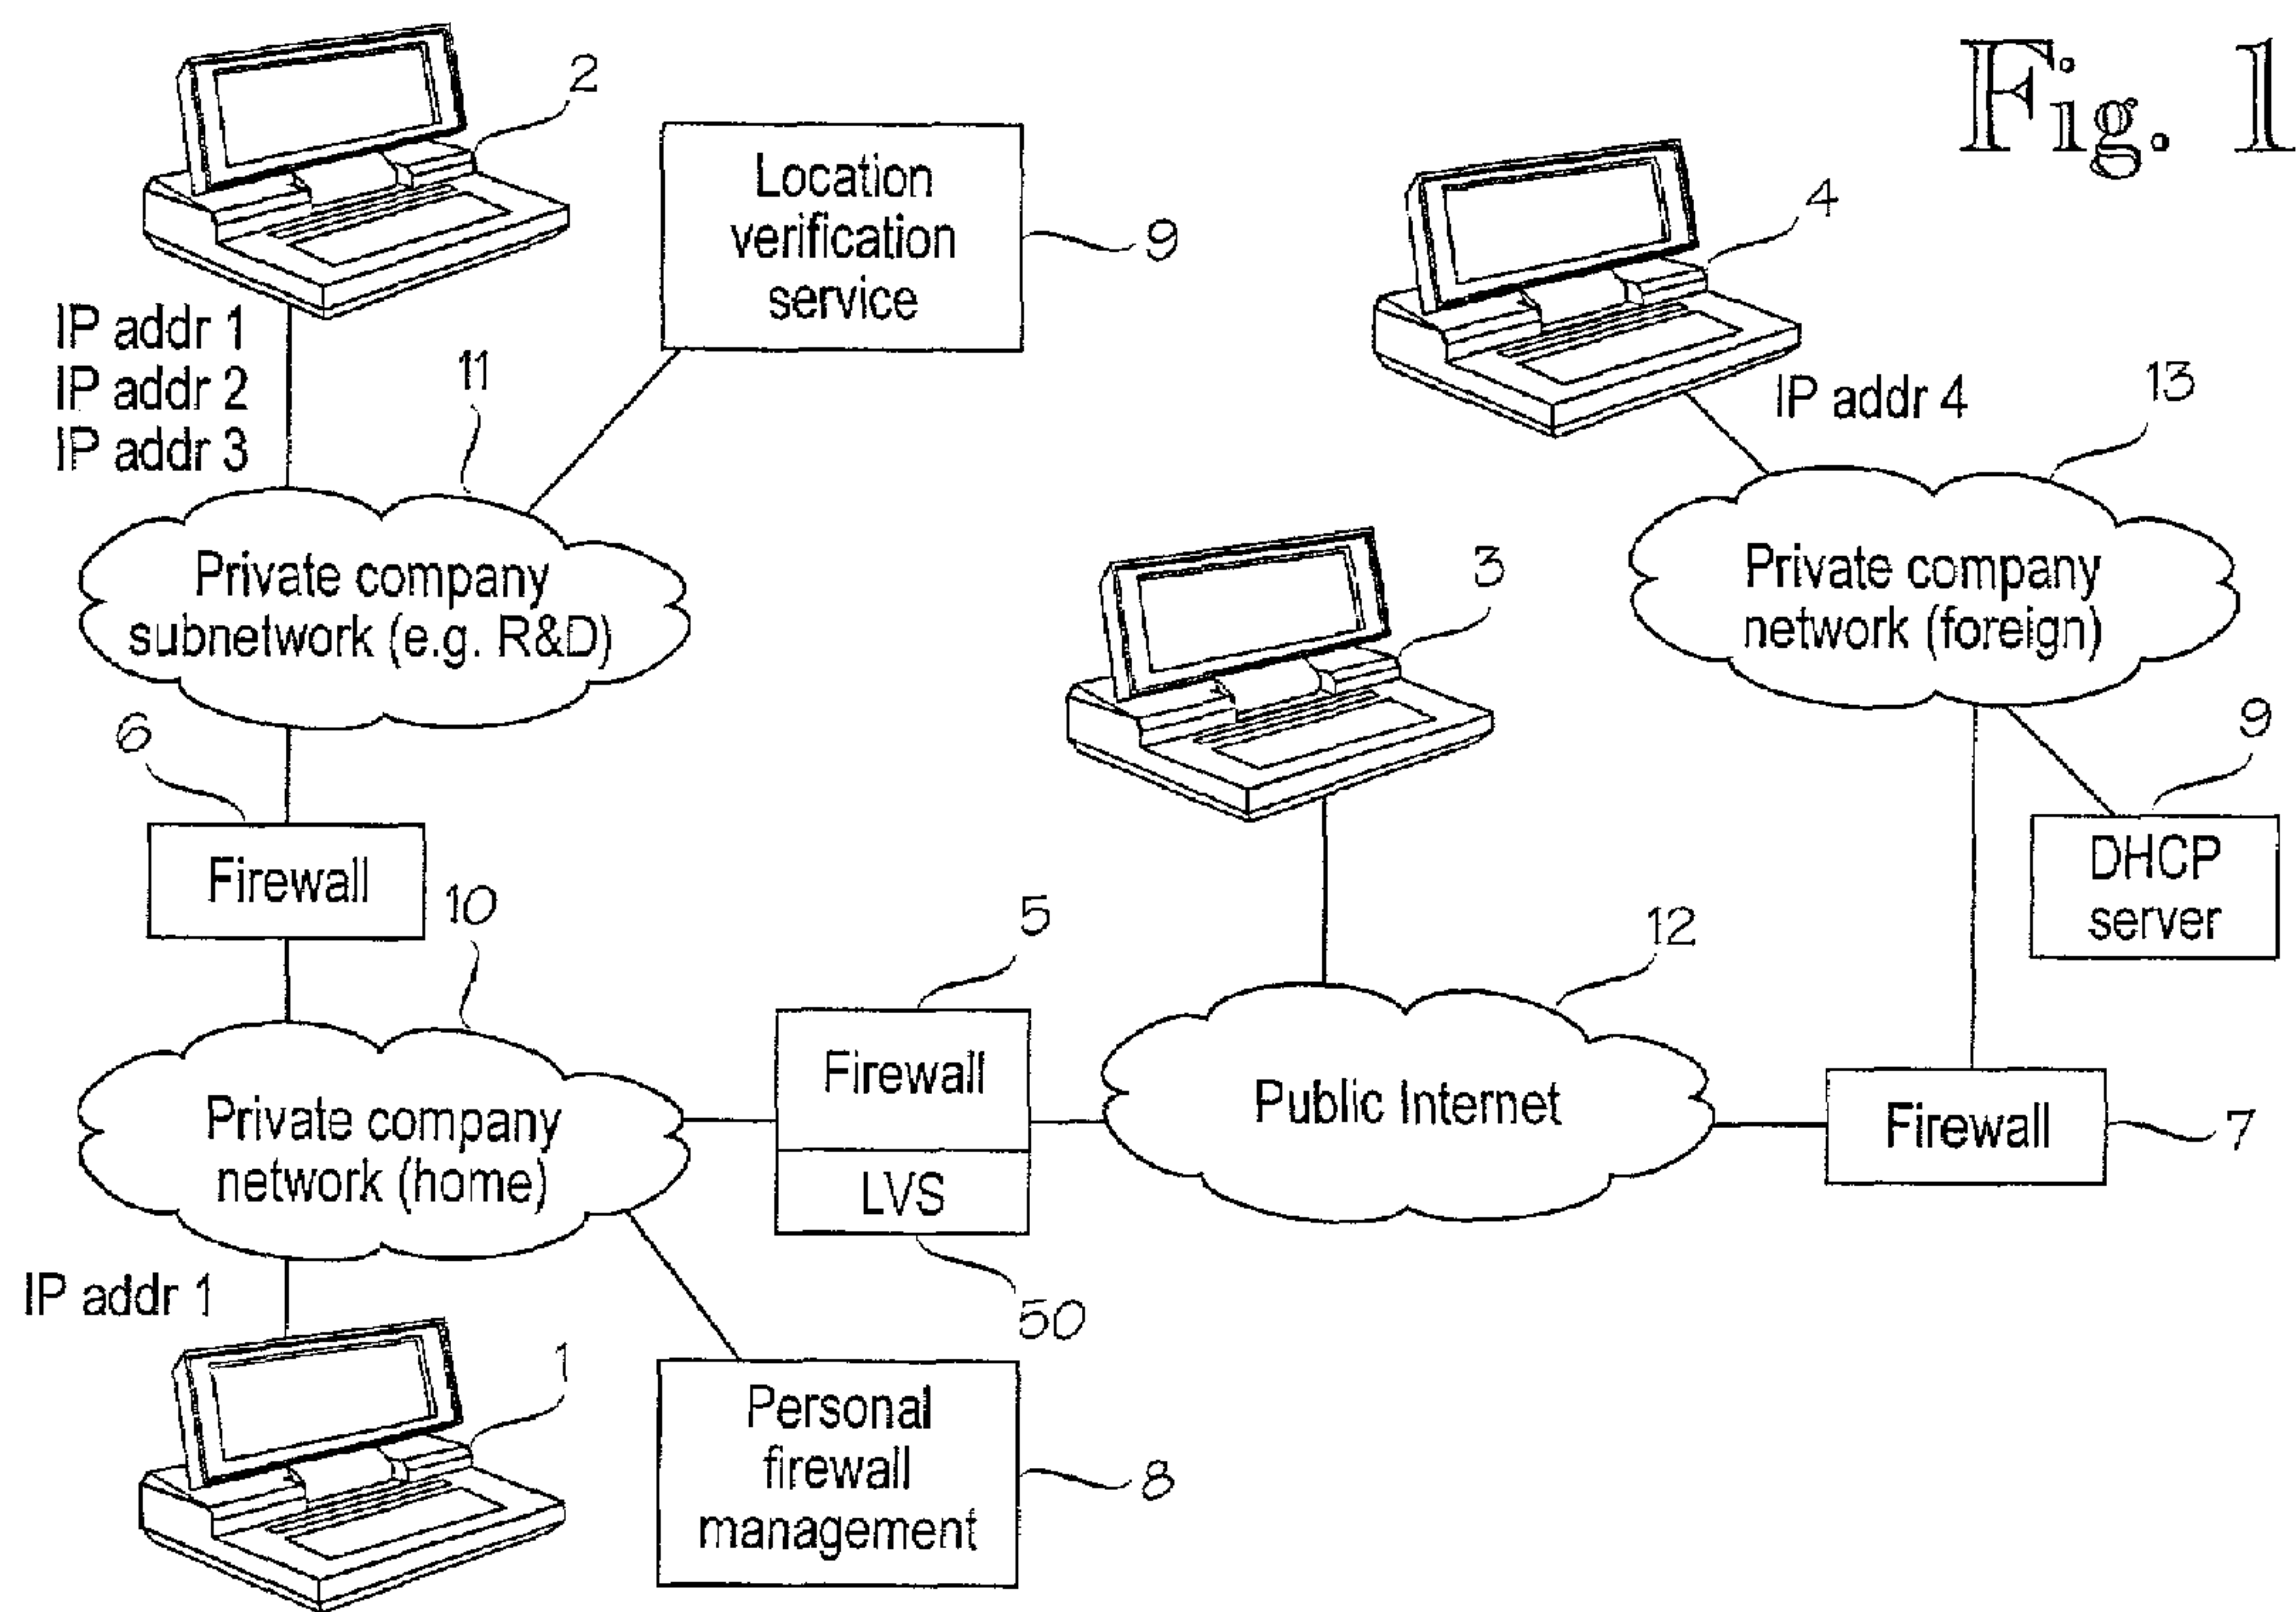 Fig. 1
2
Location
verification
service
9
4
IP addr 1
IP addr 2
IP addr 3
11
IP addr 4
13
Private company
subnetwork (e.g. R&D)
3
Private company
network (foreign)
6
9
Firewall
10
5
12
DHCP
server
Firewall
LVS
50
Public Internet
Firewall
7
Private company
network (home)
IP addr 1
1
Personal
firewall
management
8